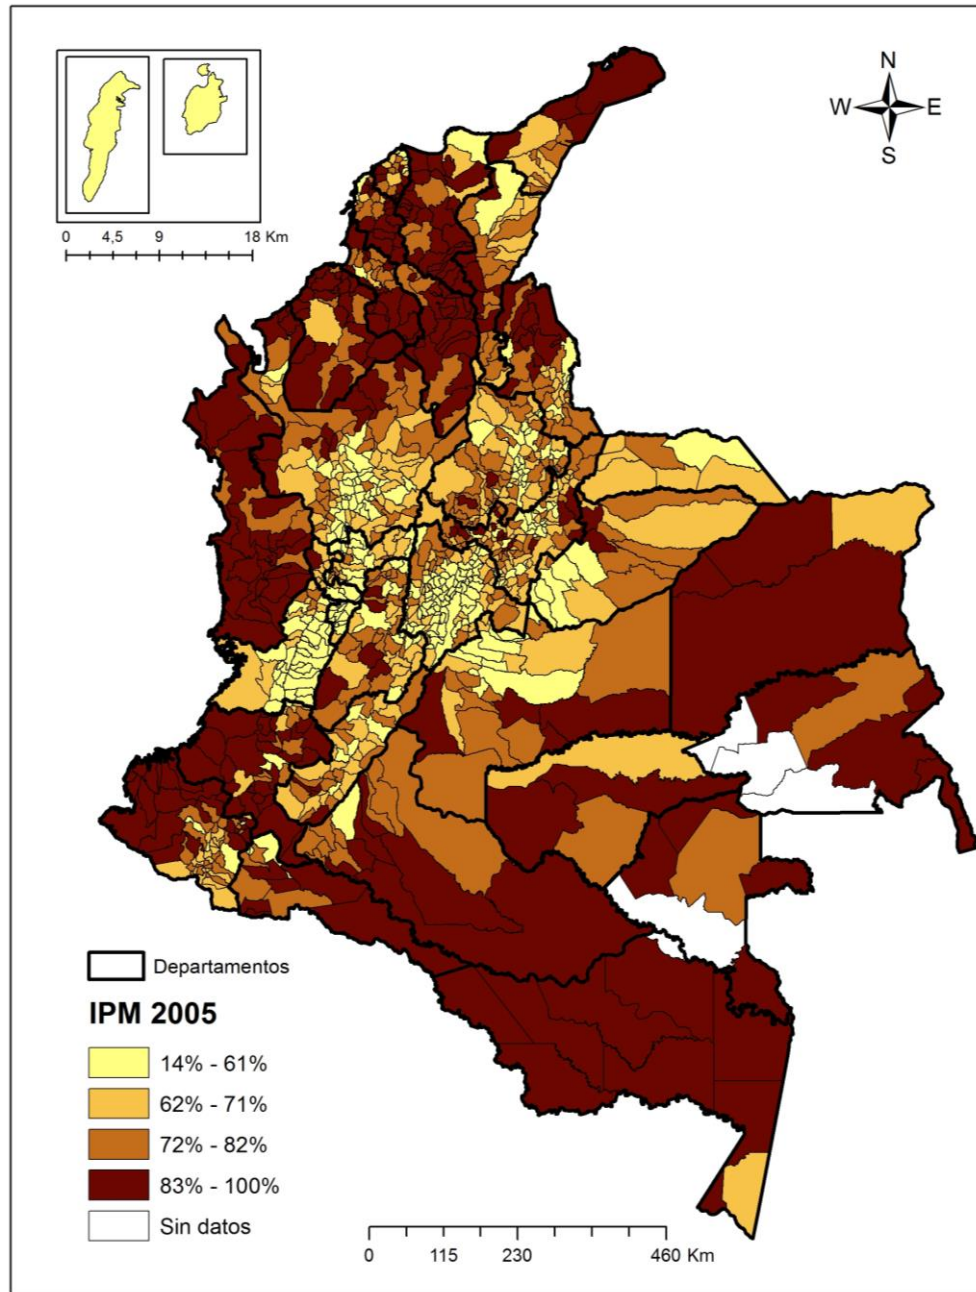 N
W E
S
0 4,5 9 18 Km
Departamentos
IPM 2005
14% - 61%
62% - 71%
72% - 82%
83% - 100%
Sin datos
0 115 230 460 Km